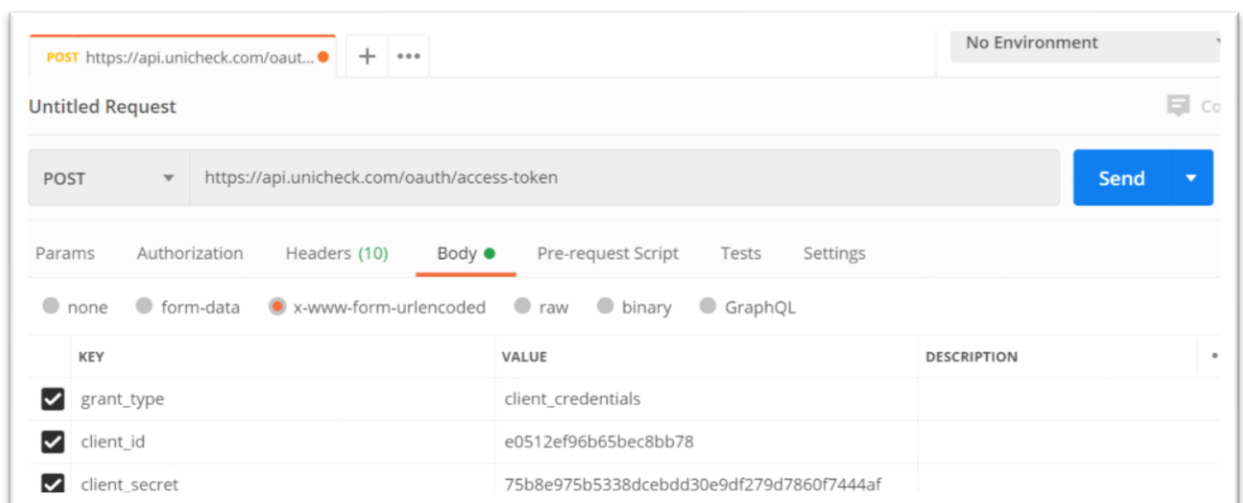 POST https://api.unicheck.com/oaut... + •••
No Environment
Untitled Request
POST https://api.unicheck.com/oauth/access-token Send
Params Authorization Headers (10) Body Pre-request Script Tests Settings
none form-data x-www-form-urlencoded raw binary GraphQL
KEY VALUE DESCRIPTION
grant_type client_credentials
client_id e0512ef96b65bec8bb78
client_secret 75b8e975b5338dcebdd30e9df279d7860f7444af